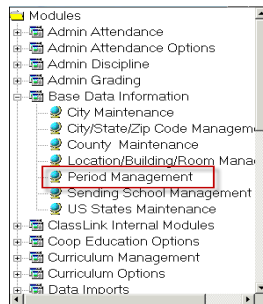 Modules
Admin Attendance
Admin Attendance Options
Admin Discipline
Admin Grading
Base Data Information
City Maintenance
City/State/Zip Code Managem
County Maintenance
Location/Building/Room Mana
Period Management
Sending School Management
US States Maintenance
ClassLink Internal Modules
Coop Education Options
Curriculum Management
Curriculum Options
Data Imports